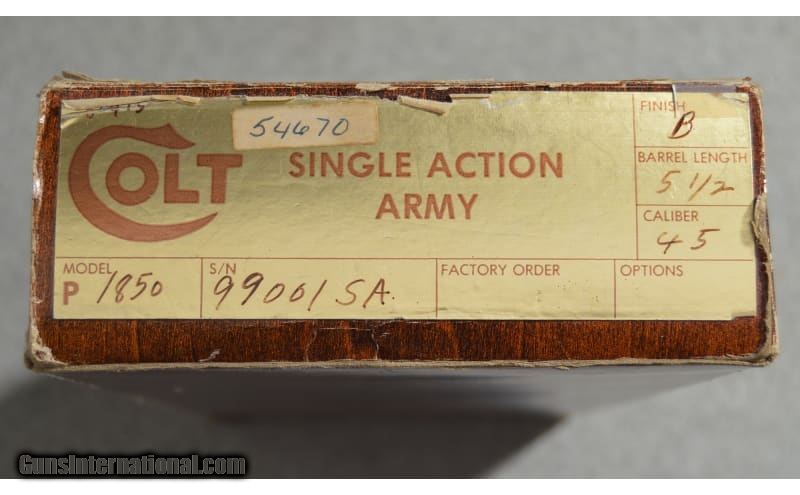 54670
COLT
SINGLE ACTION
ARMY
FINISH
B
BARREL LENGTH
5 1/2
CALIBER
45
MODEL
P 1850
S/N
99001 SA.
FACTORY ORDER
OPTIONS
GunsInternational.com